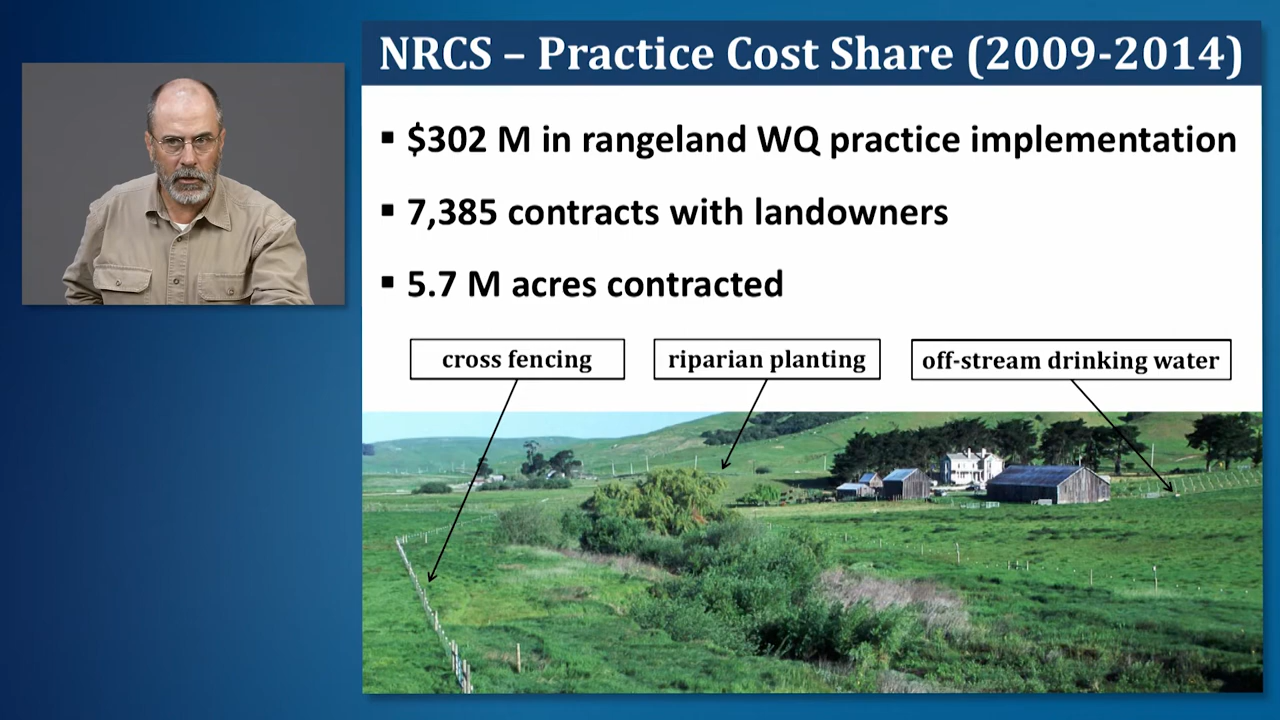 NRCS – Practice Cost Share (2009-2014)
▪ $302 M in rangeland WQ practice implementation
▪ 7,385 contracts with landowners
▪ 5.7 M acres contracted
cross fencing
riparian planting
off-stream drinking water